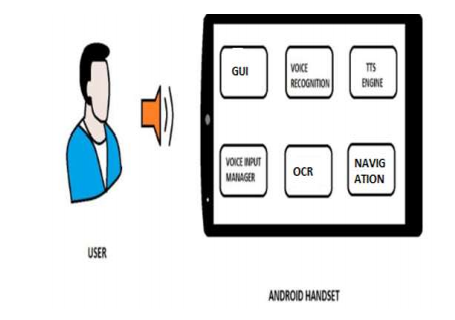 GUI
VOICE
RECOGNITION
TTS
ENGINE
VOICE INPUT
MANAGER
OCR
NAVIG
ATION
USER
ANDROID HANDSET